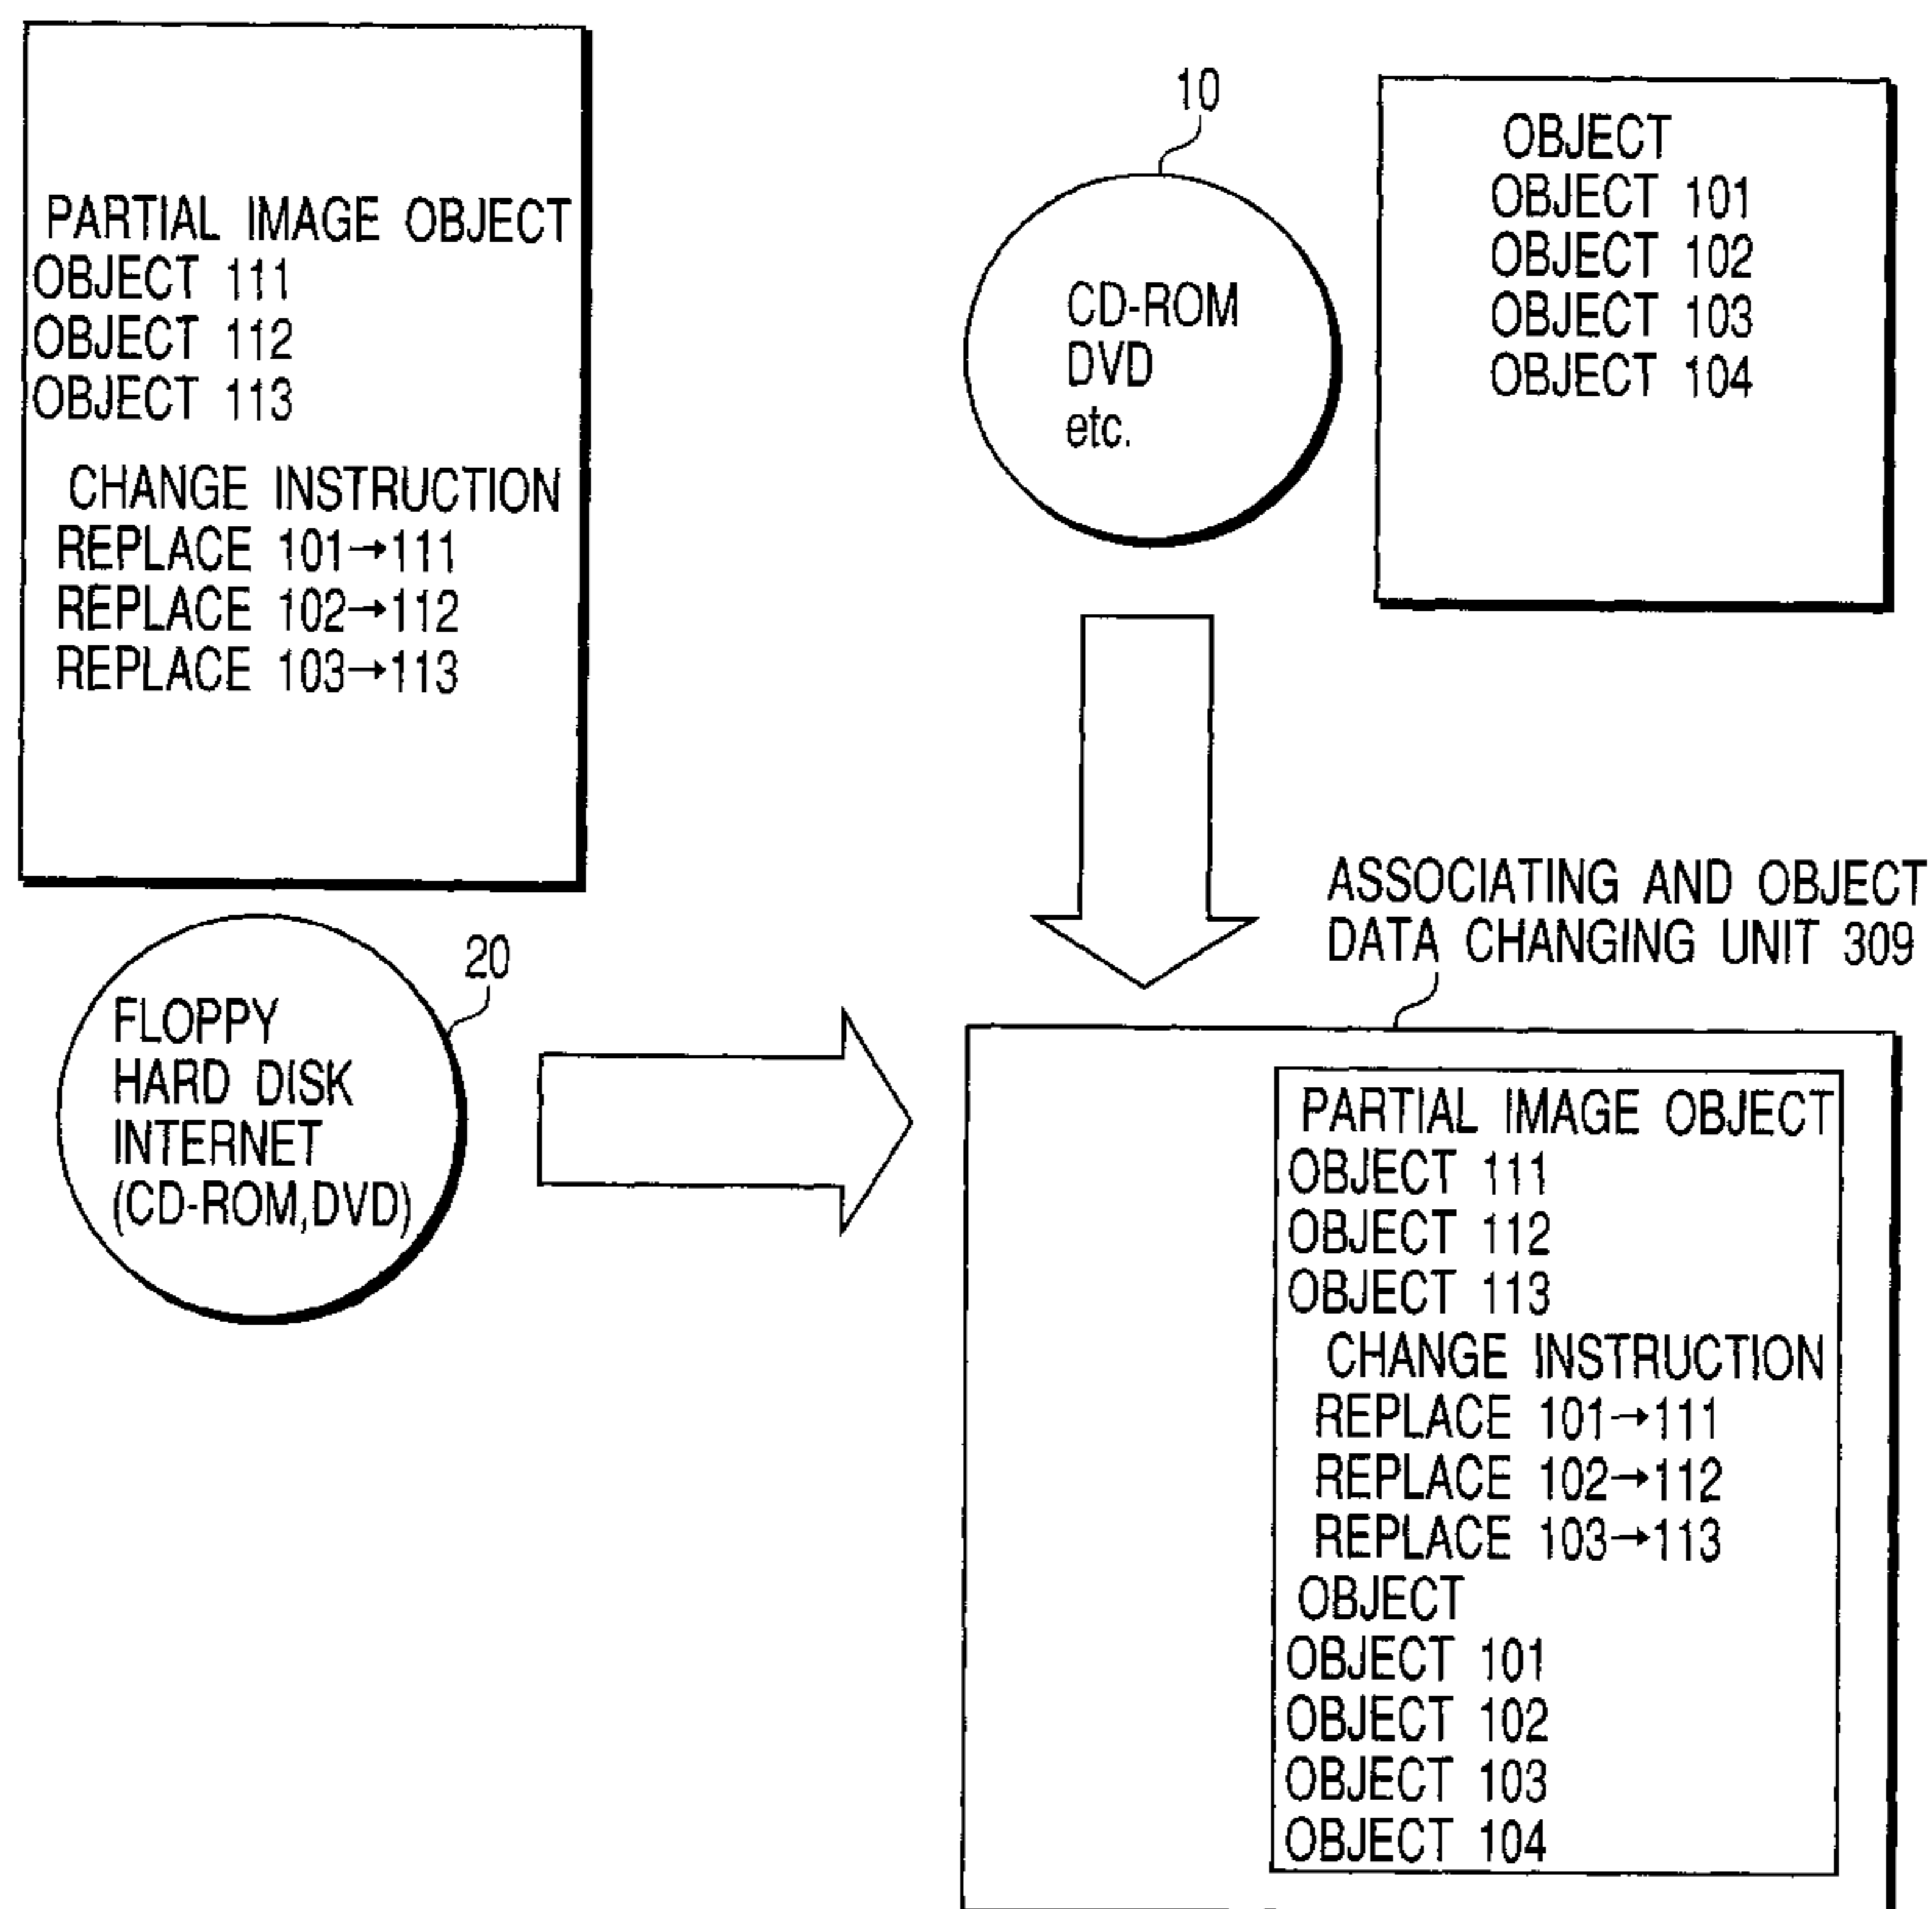 PARTIAL IMAGE OBJECT
OBJECT 111
OBJECT 112
OBJECT 113
CHANGE INSTRUCTION
REPLACE 101→111
REPLACE 102→112
REPLACE 103→113
10
CD-ROM
DVD
etc.
OBJECT
OBJECT 101
OBJECT 102
OBJECT 103
OBJECT 104
20
FLOPPY
HARD DISK
INTERNET
(CD-ROM,DVD)
ASSOCIATING AND OBJECT
DATA CHANGING UNIT 309
PARTIAL IMAGE OBJECT
OBJECT 111
OBJECT 112
OBJECT 113
CHANGE INSTRUCTION
REPLACE 101→111
REPLACE 102→112
REPLACE 103→113
OBJECT
OBJECT 101
OBJECT 102
OBJECT 103
OBJECT 104